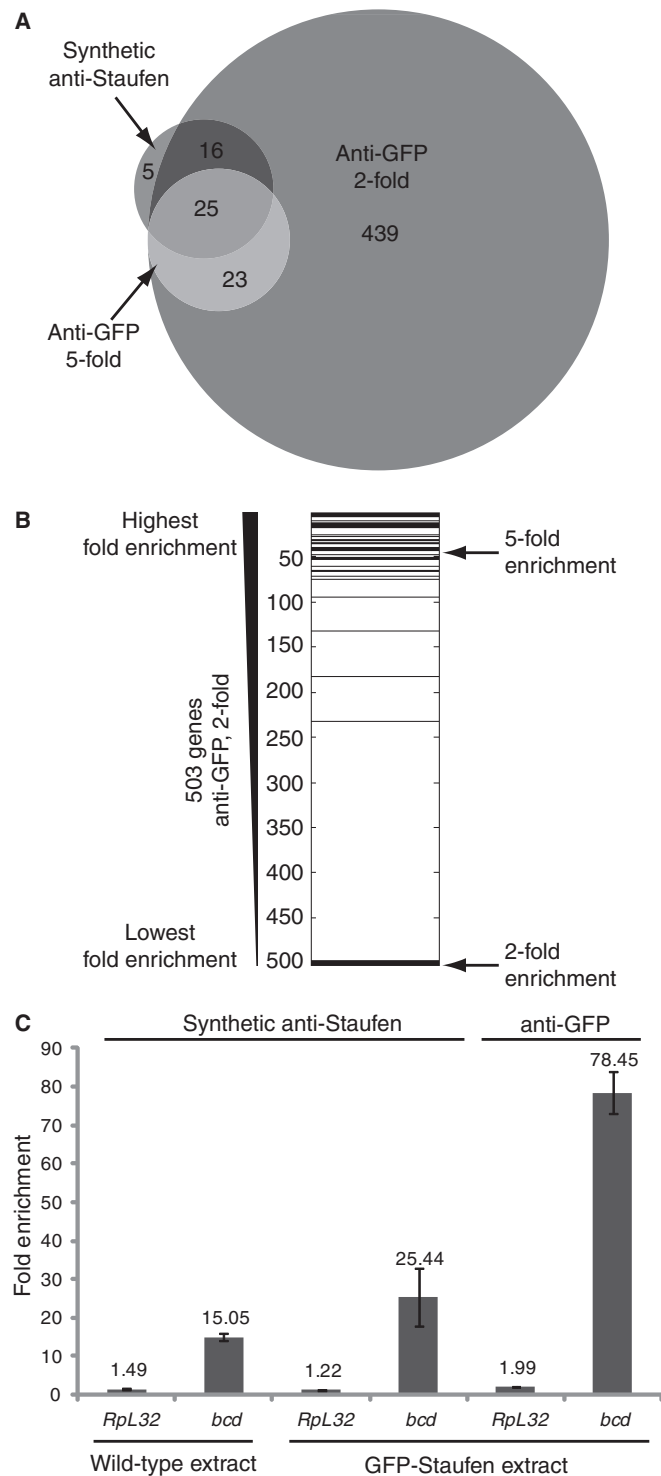 A
Synthetic
anti-Staufen
16
5
Anti-GFP
2-fold
25
439
23
Anti-GFP
5-fold
B
Highest
fold enrichment
5-fold
enrichment
50
100
150
200
250
300
350
400
450
500
503 genes
anti-GFP, 2-fold
Lowest
fold enrichment
2-fold
enrichment
C
Synthetic anti-Staufen
anti-GFP
90
80
70
60
50
40
30
20
10
0
Fold enrichment
1.49
15.05
1.22
25.44
1.99
78.45
RpL32
bcd
RpL32
bcd
RpL32
bcd
Wild-type extract
GFP-Staufen extract